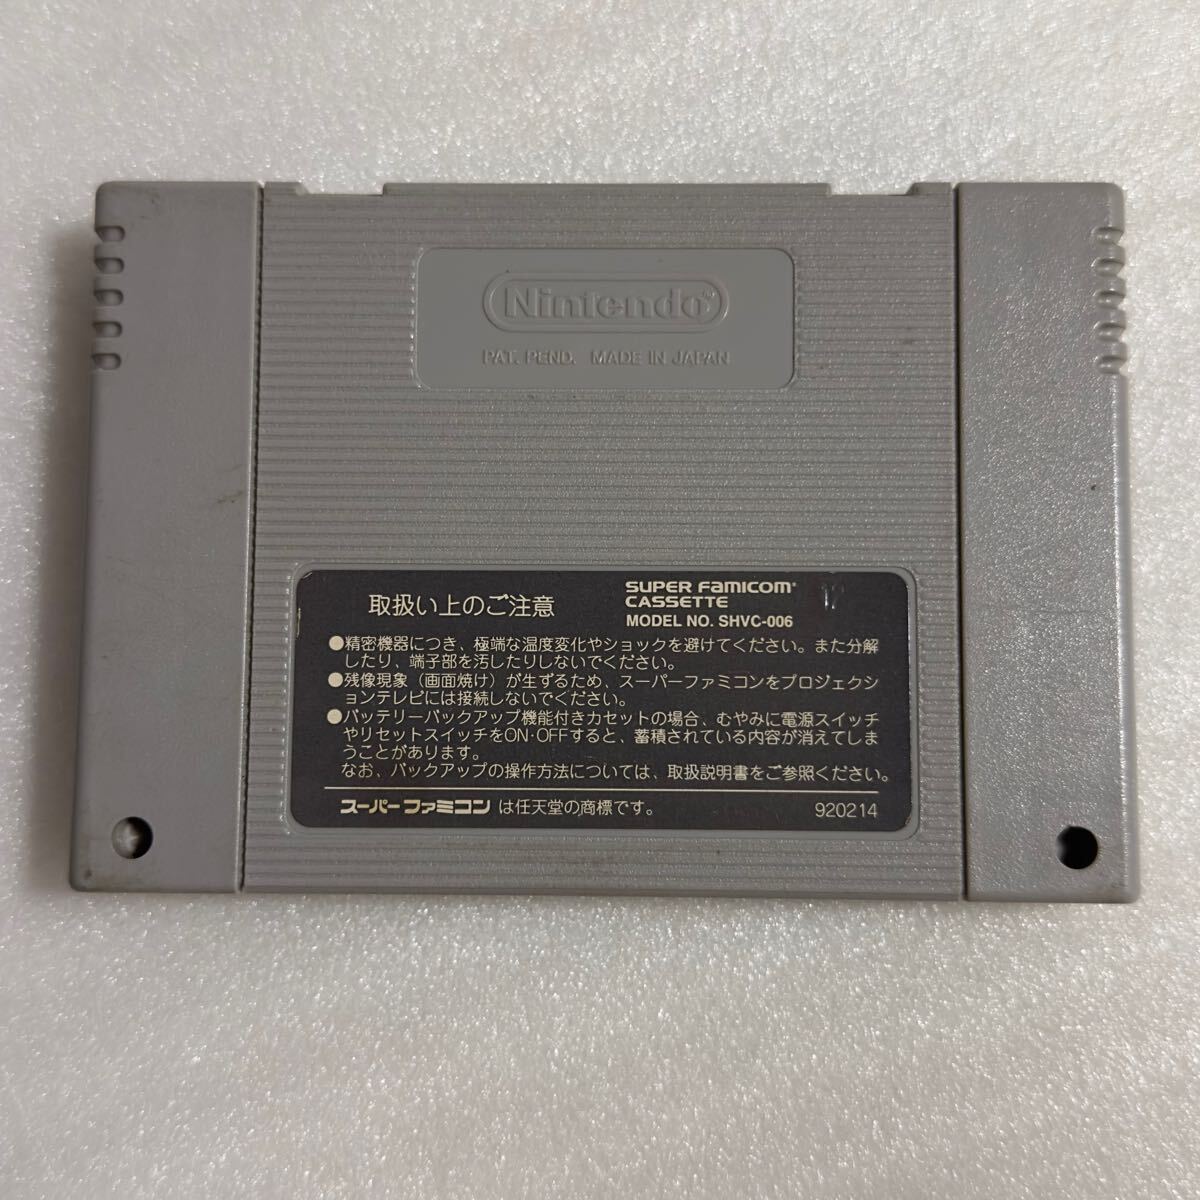 Nintendo™
PAT. PEND. MADE IN JAPAN
取扱い上のご注意
SUPER Famicom®
CASSETTE
MODEL NO. SHVC-006
●精密機器につき、極端な温度変化やショックを避けてください。また分解
したり、端子部を汚したりしないでください。
●残像現象（画面焼け）が生ずるため、スーパーファミコンをプロジェクシ
ョンテレビには接続しないでください。
●バッテリーバックアップ機能付きカセットの場合、むやみに電源スイッチ
やリセットスイッチをON･OFFすると、蓄積されている内容が消えてしま
うことがあります。
なお、バックアップの操作方法については、取扱説明書をご参照ください。
スーパーファミコン は任天堂の商標です。
920214